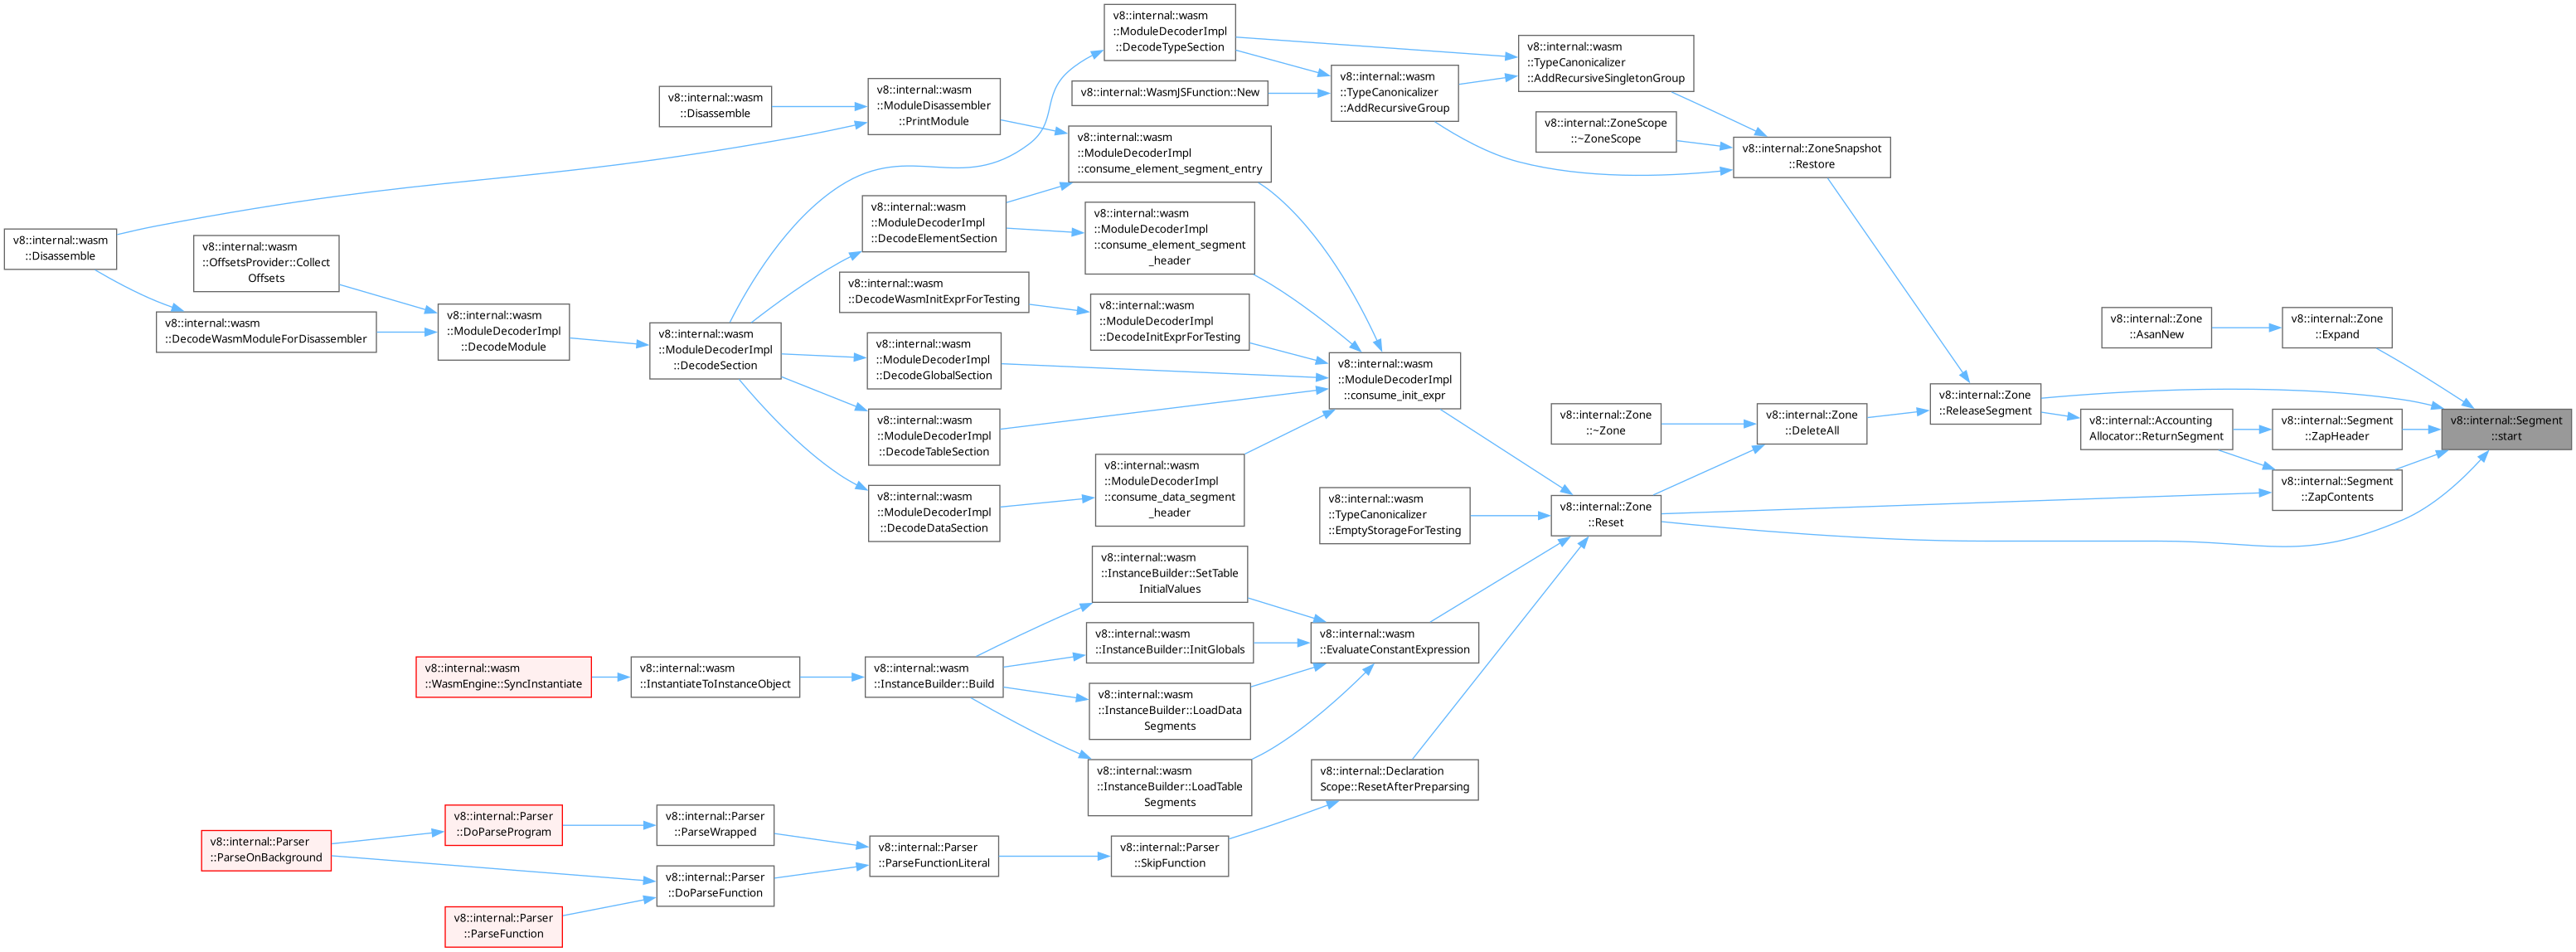 v8::internal::wasm
::ModuleDecoderImpl
::DecodeTypeSection
v8::internal::wasm
::TypeCanonicalizer
::AddRecursiveSingletonGroup
v8::internal::wasm
::Disassemble
v8::internal::wasm
::ModuleDisassembler
::PrintModule
v8::internal::WasmJSFunction::New
v8::internal::wasm
::TypeCanonicalizer
::AddRecursiveGroup
v8::internal::ZoneScope
::~ZoneScope
v8::internal::wasm
::ModuleDecoderImpl
::consume_element_segment_entry
v8::internal::ZoneSnapshot
::Restore
v8::internal::wasm
::Disassemble
v8::internal::wasm
::OffsetsProvider::Collect
Offsets
v8::internal::wasm
::ModuleDecoderImpl
::DecodeElementSection
v8::internal::wasm
::ModuleDecoderImpl
::consume_element_segment
_header
v8::internal::wasm
::DecodeWasmInitExprForTesting
v8::internal::wasm
::ModuleDecoderImpl
::DecodeInitExprForTesting
v8::internal::wasm
::DecodeWasmModuleForDisassembler
v8::internal::wasm
::ModuleDecoderImpl
::DecodeModule
v8::internal::wasm
::ModuleDecoderImpl
::DecodeSection
v8::internal::wasm
::ModuleDecoderImpl
::DecodeGlobalSection
v8::internal::wasm
::ModuleDecoderImpl
::consume_init_expr
v8::internal::Zone
::AsanNew
v8::internal::Zone
::Expand
v8::internal::wasm
::ModuleDecoderImpl
::DecodeTableSection
v8::internal::Zone
::~Zone
v8::internal::Zone
::DeleteAll
v8::internal::Zone
::ReleaseSegment
v8::internal::Accounting
Allocator::ReturnSegment
v8::internal::Segment
::ZapHeader
v8::internal::Segment
::start
v8::internal::wasm
::ModuleDecoderImpl
::DecodeDataSection
v8::internal::wasm
::ModuleDecoderImpl
::consume_data_segment
_header
v8::internal::wasm
::TypeCanonicalizer
::EmptyStorageForTesting
v8::internal::Zone
::Reset
v8::internal::Segment
::ZapContents
v8::internal::wasm
::InstanceBuilder::SetTable
InitialValues
v8::internal::wasm
::InstanceBuilder::InitGlobals
v8::internal::wasm
::EvaluateConstantExpression
v8::internal::wasm
::WasmEngine::SyncInstantiate
v8::internal::wasm
::InstantiateToInstanceObject
v8::internal::wasm
::InstanceBuilder::Build
v8::internal::wasm
::InstanceBuilder::LoadData
Segments
v8::internal::wasm
::InstanceBuilder::LoadTable
Segments
v8::internal::Declaration
Scope::ResetAfterPreparsing
v8::internal::Parser
::ParseOnBackground
v8::internal::Parser
::DoParseProgram
v8::internal::Parser
::ParseWrapped
v8::internal::Parser
::ParseFunctionLiteral
v8::internal::Parser
::SkipFunction
v8::internal::Parser
::DoParseFunction
v8::internal::Parser
::ParseFunction